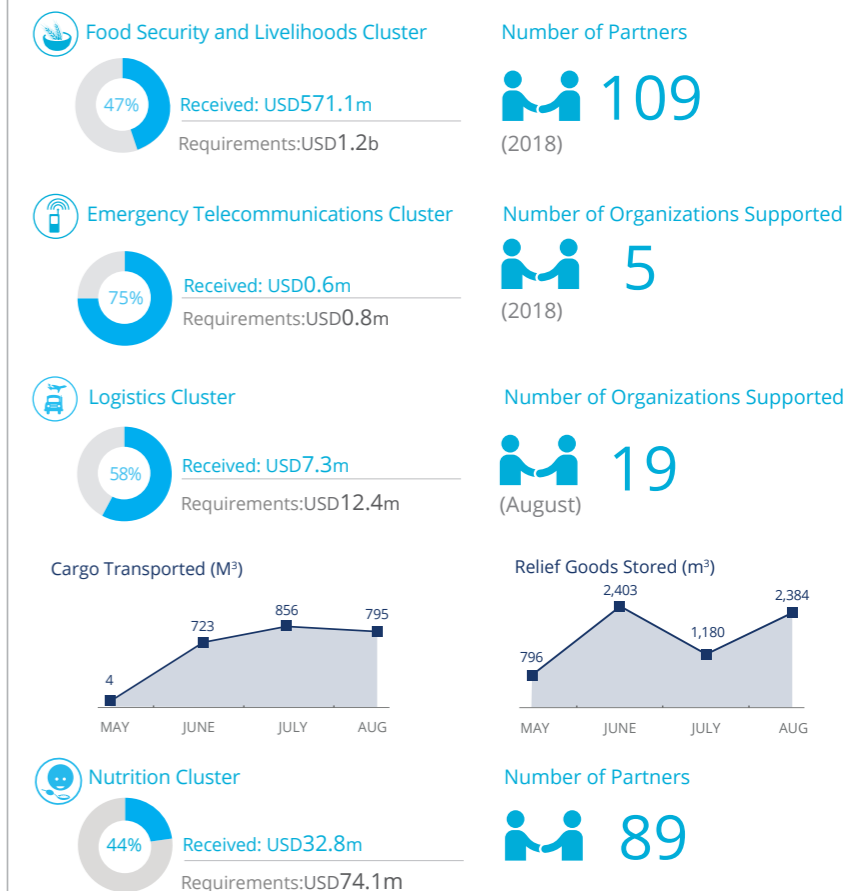 Food Security and Livelihoods Cluster
47%
Received: USD571.1m
Requirements:USD1.2b
Number of Partners
109
(2018)
Emergency Telecommunications Cluster
75%
Received: USD0.6m
Requirements:USD0.8m
Number of Organizations Supported
5
(2018)
Logistics Cluster
58%
Received: USD7.3m
Requirements:USD12.4m
Number of Organizations Supported
19
(August)
Cargo Transported (M³)
4
723
856
795
MAY JUNE JULY AUG
Relief Goods Stored (m³)
796
2,403
1,180
2,384
MAY JUNE JULY AUG
Nutrition Cluster
44%
Received: USD32.8m
Requirements:USD74.1m
Number of Partners
89